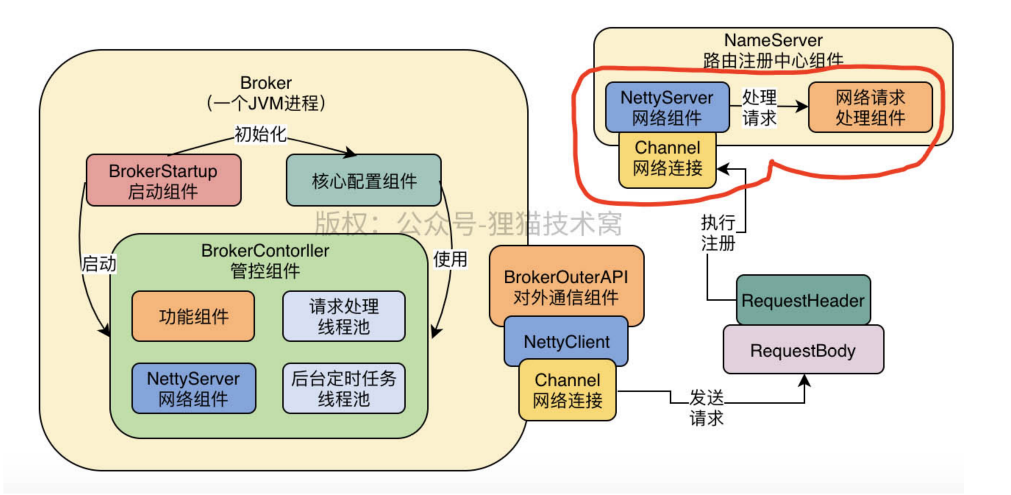 NameServer
路由注册中心组件
NettyServer
网络组件
处理
请求
网络请求
处理组件
Channel
网络连接
Broker
（一个JVM进程）
初始化
BrokerStartup
启动组件
核心配置组件
版权：公众号-狸猫技术窝
启动
使用
BrokerContorller
管控组件
功能组件
请求处理
线程池
NettyServer
网络组件
后台定时任务
线程池
BrokerOuterAPI
对外通信组件
NettyClient
Channel
网络连接
发送
请求
执行
注册
RequestHeader
RequestBody